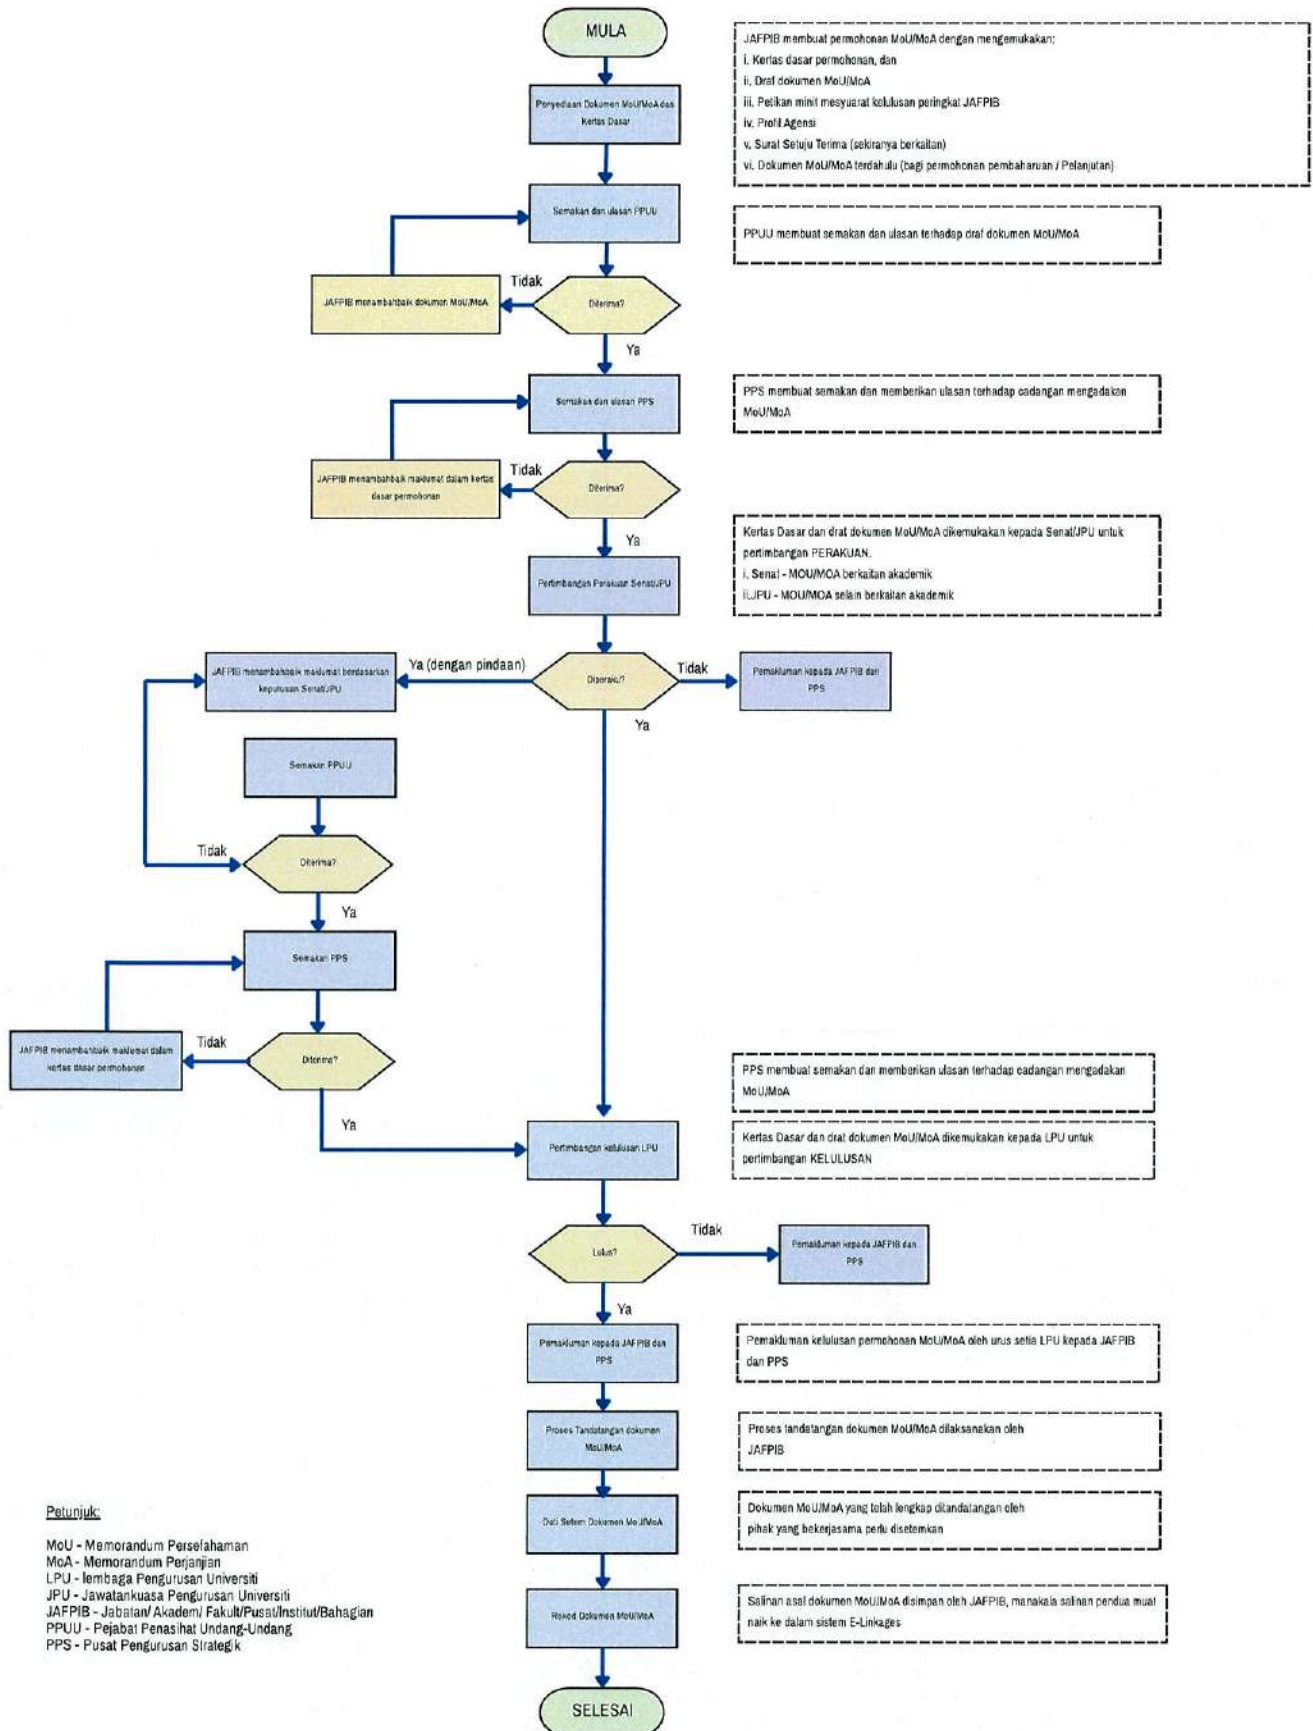 MULA
JAFPIB membuat permohonan MoU/MoA dengan mengemukakan:
i. Kertas dasar permohonan, dan
ii. Draf dokumen MoU/MoA
iii. Petikan minit mesyuarat kelulusan peringkat JAFPIB
iv. Profil Agensi
v. Surat Setuju Terima (sekiranya berkaitan)
vi. Dokumen MoU/MoA terdahulu (bagi permohonan pembaharuan / Pelanjutan)
Penyediaan Dokumen MoU/MoA dan
Kertas Dasar
Semakan dan ulasan PPUU
PPUU membuat semakan dan ulasan terhadap draf dokumen MoU/MoA
Tidak
JAFPIB menambahbaik dokumen MoU/MoA
Diterima?
Ya
Semakan dan ulasan PPS
PPS membuat semakan dan memberikan ulasan terhadap cadangan mengadakan
MoU/MoA
Tidak
JAFPIB menambahbaik maklumat dalam kertas
dasar permohonan
Diterima?
Ya
Kertas Dasar dan drat dokumen MoU/MoA dikemukakan kepada Senat/JPU untuk
pertimbangan PERAKUAN.
i. Senat - MOU/MOA berkaitan akademik
ii.JPU - MOU/MOA selain berkaitan akademik
Pertimbangan Perakuan Senat/JPU
JAFPIB menambahbaik maklumat berdasarkan
keputusan Senat/JPU
Ya (dengan pindaan)
Diperaku?
Tidak
Pemakluman kepada JAFPIB dan
PPS
Ya
Semakan PPUU
Tidak
Diterima?
Ya
Semakan PPS
JAFPIB menambahbaik maklumat dalam
kertas dasar permohonan
Tidak
Diterima?
Ya
PPS membuat semakan dan memberikan ulasan terhadap cadangan mengadakan
MoU/MoA
Pertimbangan kelulusan LPU
Kertas Dasar dan drat dokumen MoU/MoA dikemukakan kepada LPU untuk
pertimbangan KELULUSAN
Lulus?
Tidak
Pemakluman kepada JAFPIB dan
PPS
Ya
Pemakluman kepada JAFPIB dan
PPS
Pemakluman kelulusan permohonan MoU/MoA oleh urus setia LPU kepada JAFPIB
dan PPS
Proses Tandatangan dokumen
MoU/MoA
Proses tandatangan dokumen MoU/MoA dilaksanakan oleh
JAFPIB
Duti Setem Dokumen MoU/MoA
Dokumen MoU/MoA yang telah lengkap ditandatangan oleh
pihak yang bekerjasama perlu disetemkan
Rekod Dokumen MoU/MoA
Salinan asal dokumen MoU/MoA disimpan oleh JAFPIB, manakala salinan pendua muat
naik ke dalam sistem E-Linkages
SELESAI
Petunjuk:
MoU - Memorandum Persefahaman
MoA - Memorandum Perjanjian
LPU - lembaga Pengurusan Universiti
JPU - Jawatankuasa Pengurusan Universiti
JAFPIB - Jabatan/ Akadem/ Fakult/Pusat/Institut/Bahagian
PPUU - Pejabat Penasihat Undang-Undang
PPS - Pusat Pengurusan Strategik